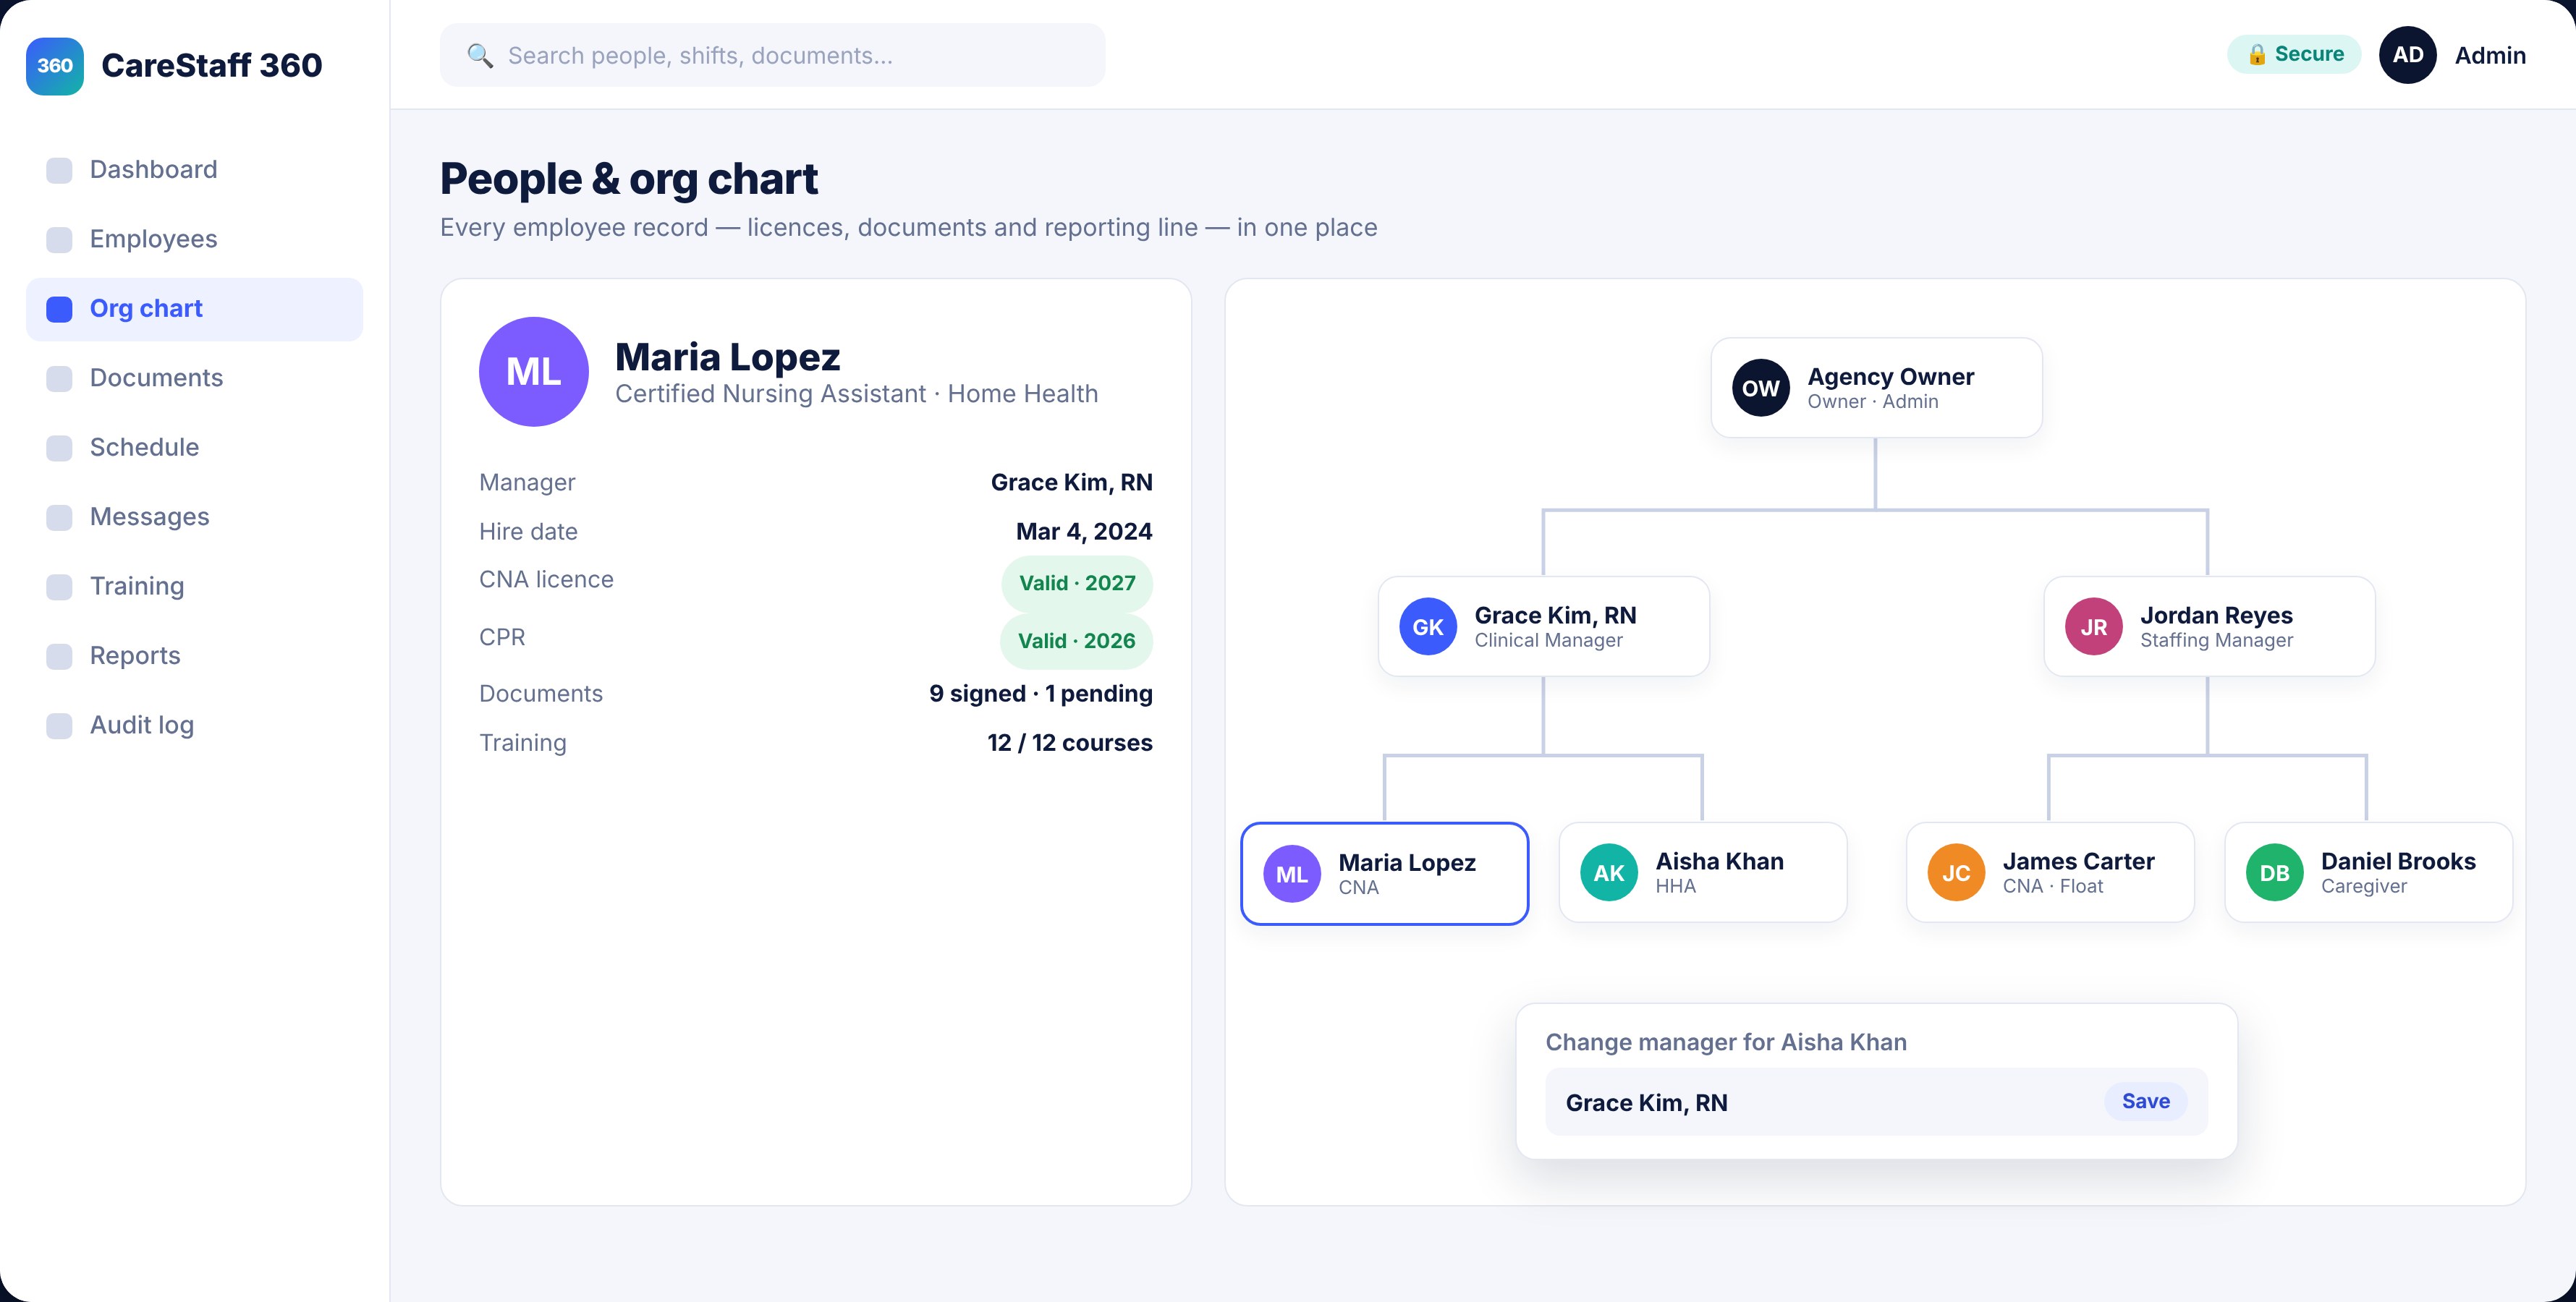 360
CareStaff 360
Dashboard
Employees
Org chart
Documents
Schedule
Messages
Training
Reports
Audit log
Search people, shifts, documents...
Secure
AD
Admin
People & org chart
Every employee record — licences, documents and reporting line — in one place
ML
Maria Lopez
Certified Nursing Assistant · Home Health
Manager Grace Kim, RN
Hire date Mar 4, 2024
CNA licence Valid · 2027
CPR Valid · 2026
Documents 9 signed · 1 pending
Training 12 / 12 courses
OW
Agency Owner
Owner · Admin
GK
Grace Kim, RN
Clinical Manager
JR
Jordan Reyes
Staffing Manager
ML
Maria Lopez
CNA
AK
Aisha Khan
HHA
JC
James Carter
CNA · Float
DB
Daniel Brooks
Caregiver
Change manager for Aisha Khan
Grace Kim, RN Save